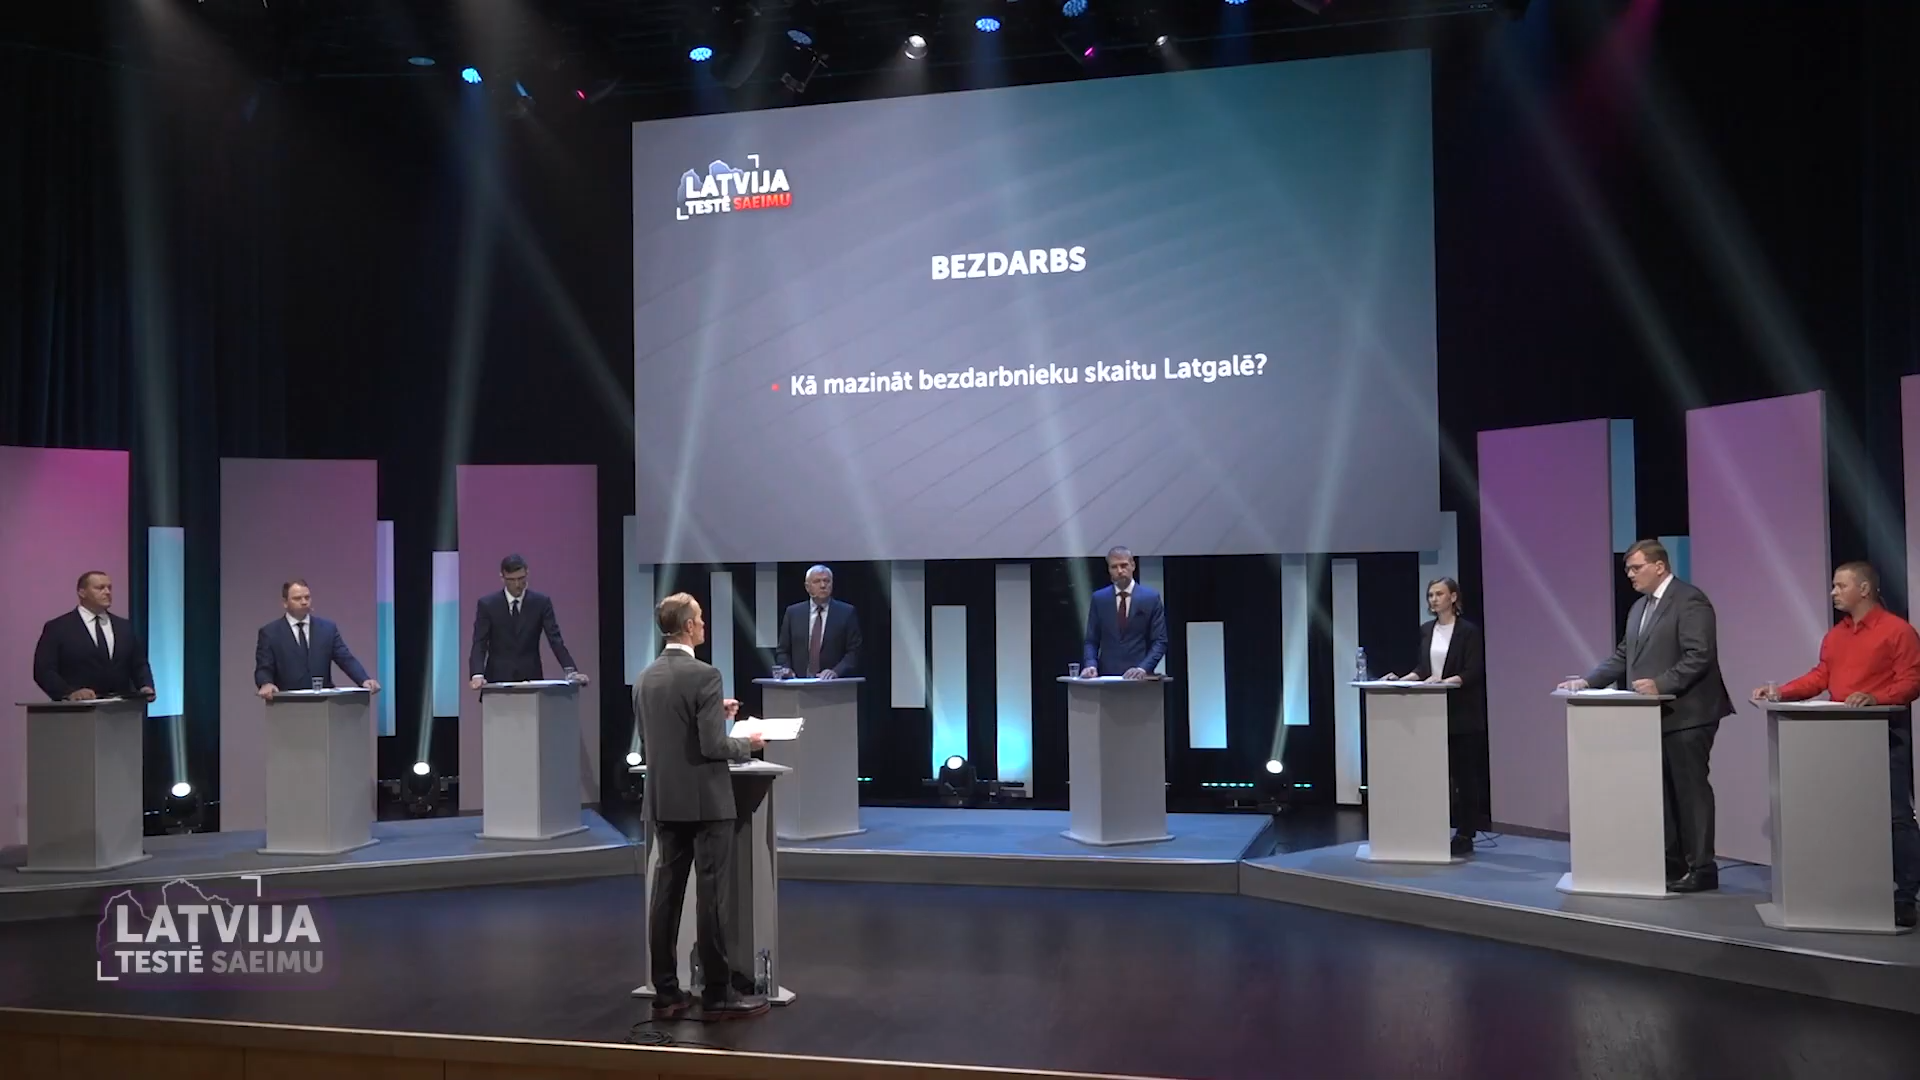 LATVIJA
TESTĒ SAEIMU
BEZDARBS
Kā mazināt bezdarbnieku skaitu Latgalē?
LATVIJA
TESTĒ SAEIMU